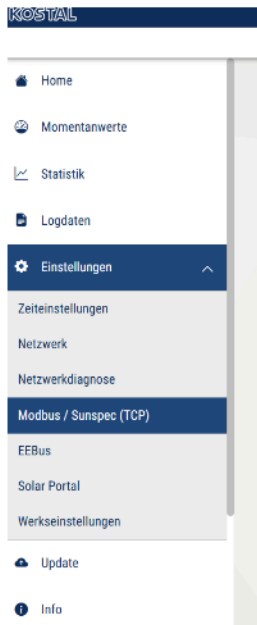 KOSTAL
Home
Momentanwerte
Statistik
Logdaten
Einstellungen
Zeiteinstellungen
Netzwerk
Netzwerkdiagnose
Modbus / Sunspec (TCP)
EEBus
Solar Portal
Werkseinstellungen
Update
Info